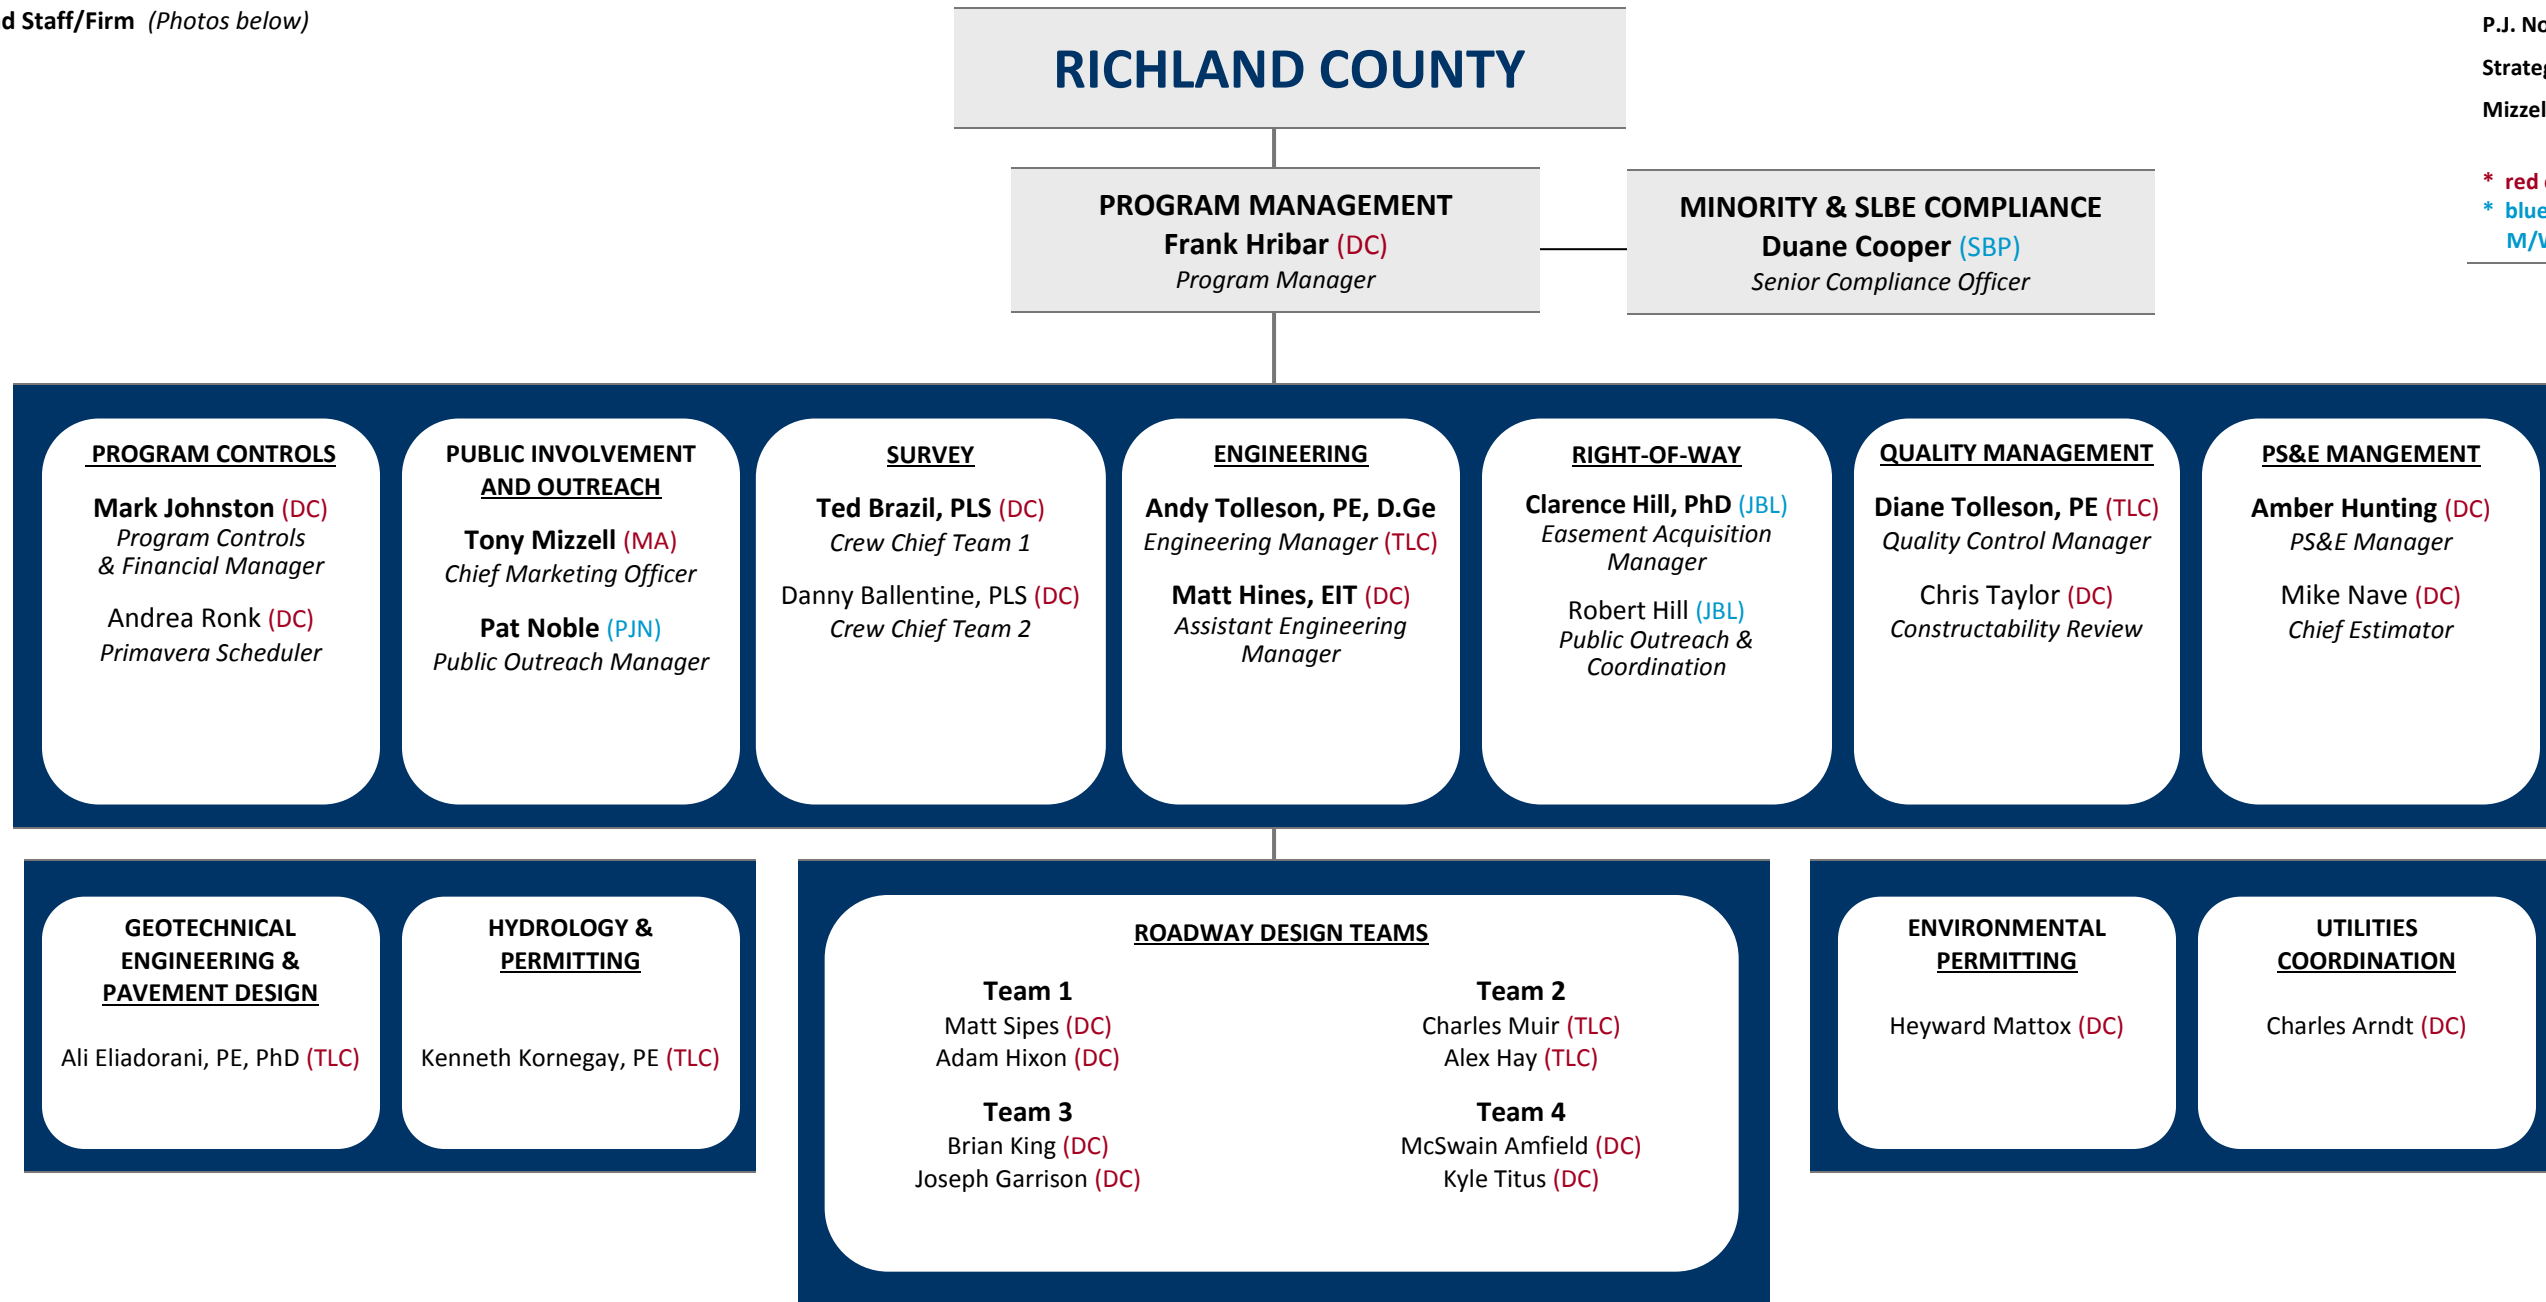 Staff/Firm (Photos below)
RICHLAND COUNTY
P.J.
PROGRAM MANAGEMENT
Frank Hribar (DC)
Program Manager
MINORITY & SLBE COMPLIANCE
Duane Cooper (SBP)
Senior Compliance Officer
* red
* blue
PROGRAM CONTROLS
Mark Johnston (DC)
Program Controls
& Financial Manager
Andrea Ronk (DC)
Primavera Scheduler
PUBLIC INVOLVEMENT
AND OUTREACH
Tony Mizzell (MA)
Chief Marketing Officer
Pat Noble (PJN)
Public Outreach Manager
SURVEY
Ted Brazil, PLS (DC)
Crew Chief Team 1
Danny Ballentine, PLS (DC)
Crew Chief Team 2
ENGINEERING
Andy Tolleson, PE, D.Ge
Engineering Manager (TLC)
Matt Hines, EIT (DC)
Assistant Engineering
Manager
RIGHT-OF-WAY
Clarence Hill, PhD (JBL)
Easement Acquisition
Manager
Robert Hill (JBL)
Public Outreach &
Coordination
QUALITY MANAGEMENT
Diane Tolleson, PE (TLC)
Quality Control Manager
Chris Taylor (DC)
Constructability Review
PS&E MANGEMENT
Amber Hunting (DC)
PS&E Manager
Mike Nave (DC)
Chief Estimator
GEOTECHNICAL
ENGINEERING &
PAVEMENT DESIGN
Ali Eliadorani, PE, PhD (TLC)
HYDROLOGY &
PERMITTING
Kenneth Kornegay, PE (TLC)
ROADWAY DESIGN TEAMS
Team 1
Matt Sipes (DC)
Adam Hixon (DC)
Team 2
Charles Muir (TLC)
Alex Hay (TLC)
Team 3
Brian King (DC)
Joseph Garrison (DC)
Team 4
McSwain Amfield (DC)
Kyle Titus (DC)
ENVIRONMENTAL
PERMITTING
Heyward Mattox (DC)
UTILITIES
COORDINATION
Charles Arndt (DC)